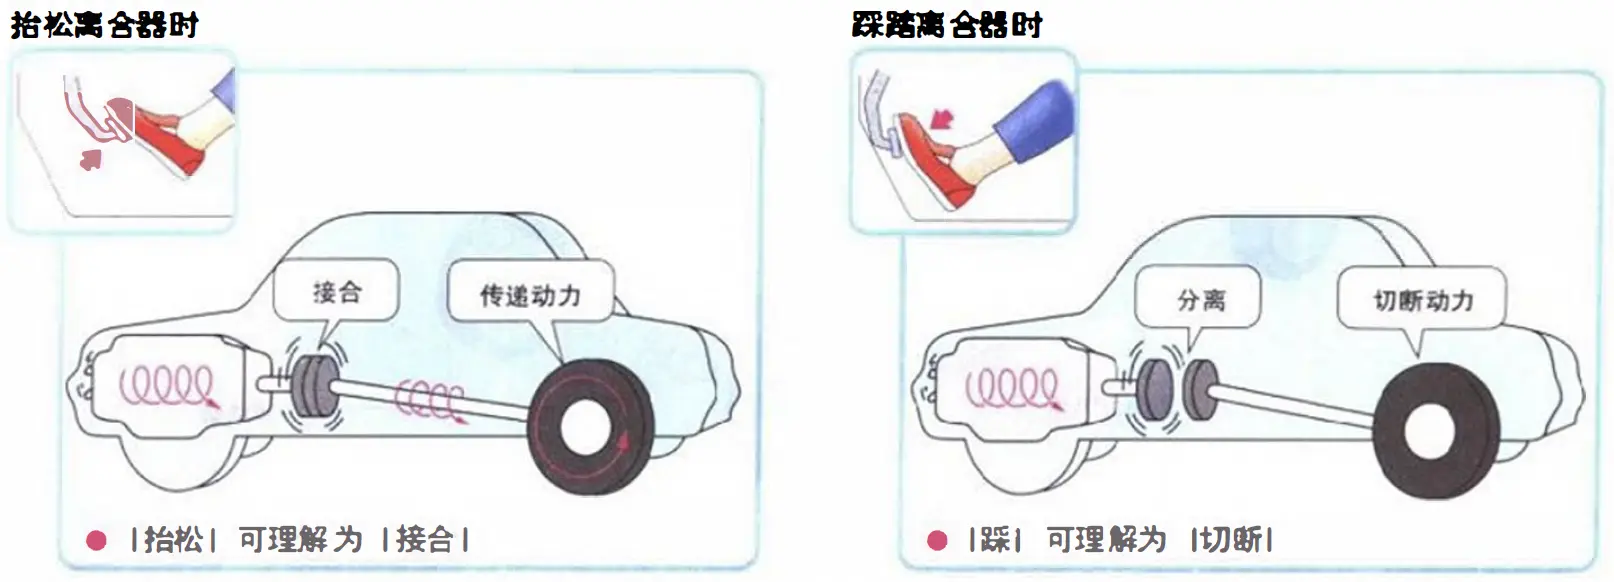 抬松离合器时
接合
传递动力
|抬松| 可理解为 |接合|
踩踏离合器时
分离
切断动力
|踩| 可理解为 |切断|